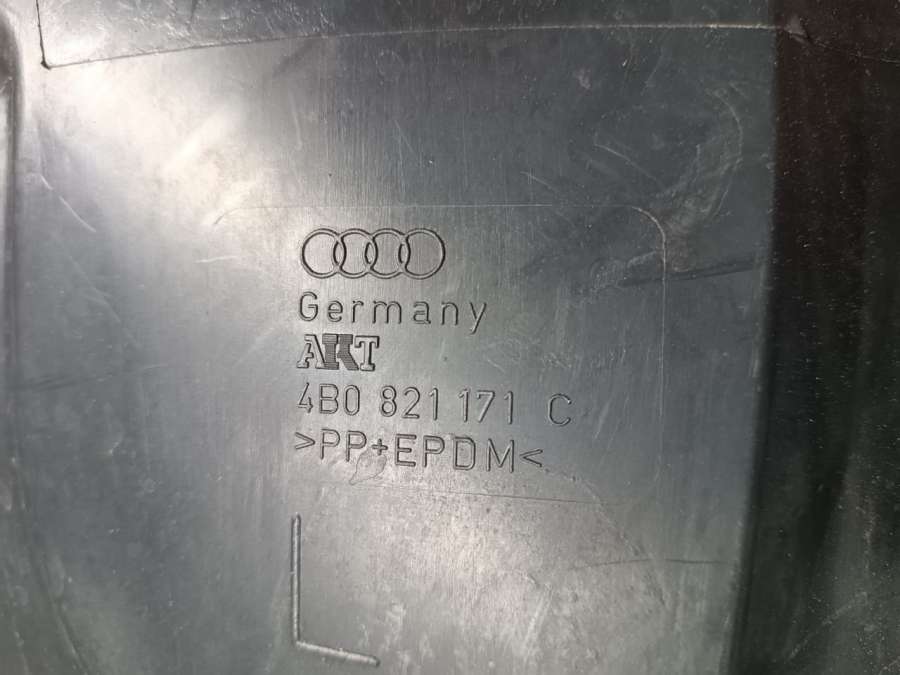 Germany
AKT
4B0 821 171 C
>PP+EPDM<
L